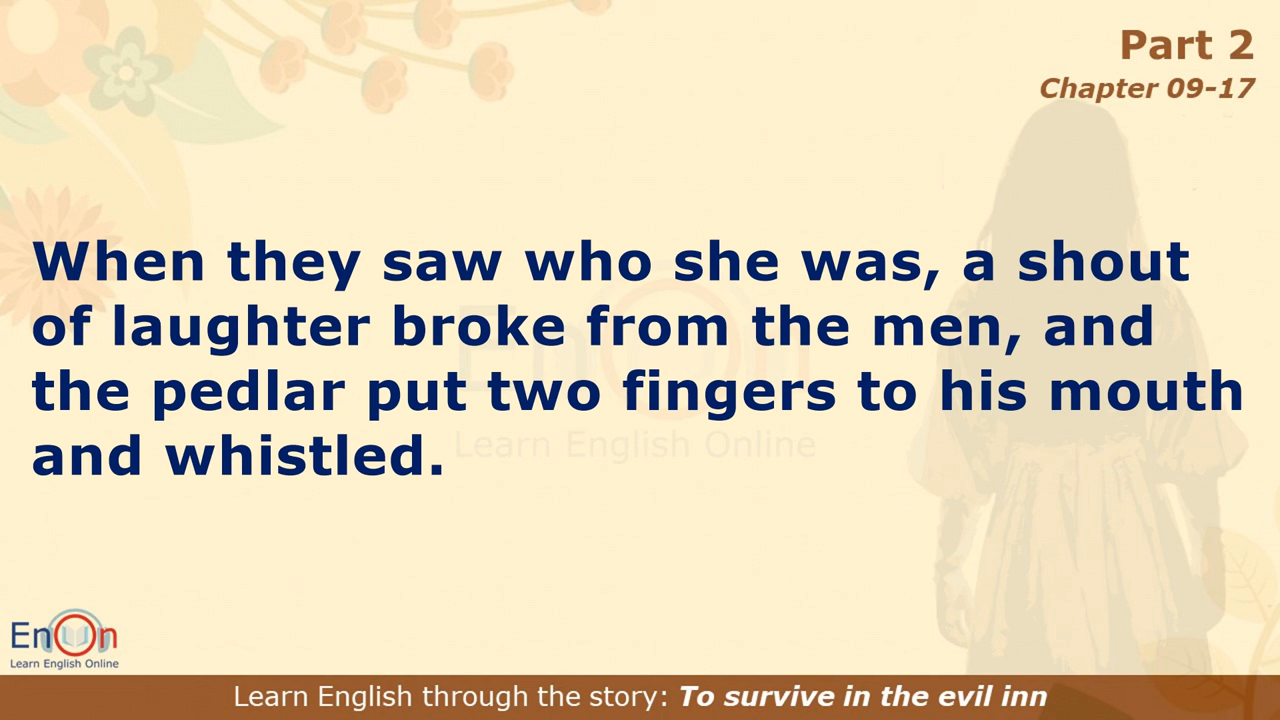 Part 2
Chapter 09-17
When they saw who she was, a shout
of laughter broke from the men, and
the pedlar put two fingers to his mouth
and whistled.
EnOn
Learn English Online
EnOn
Learn English Online
Learn English through the story: To survive in the evil inn